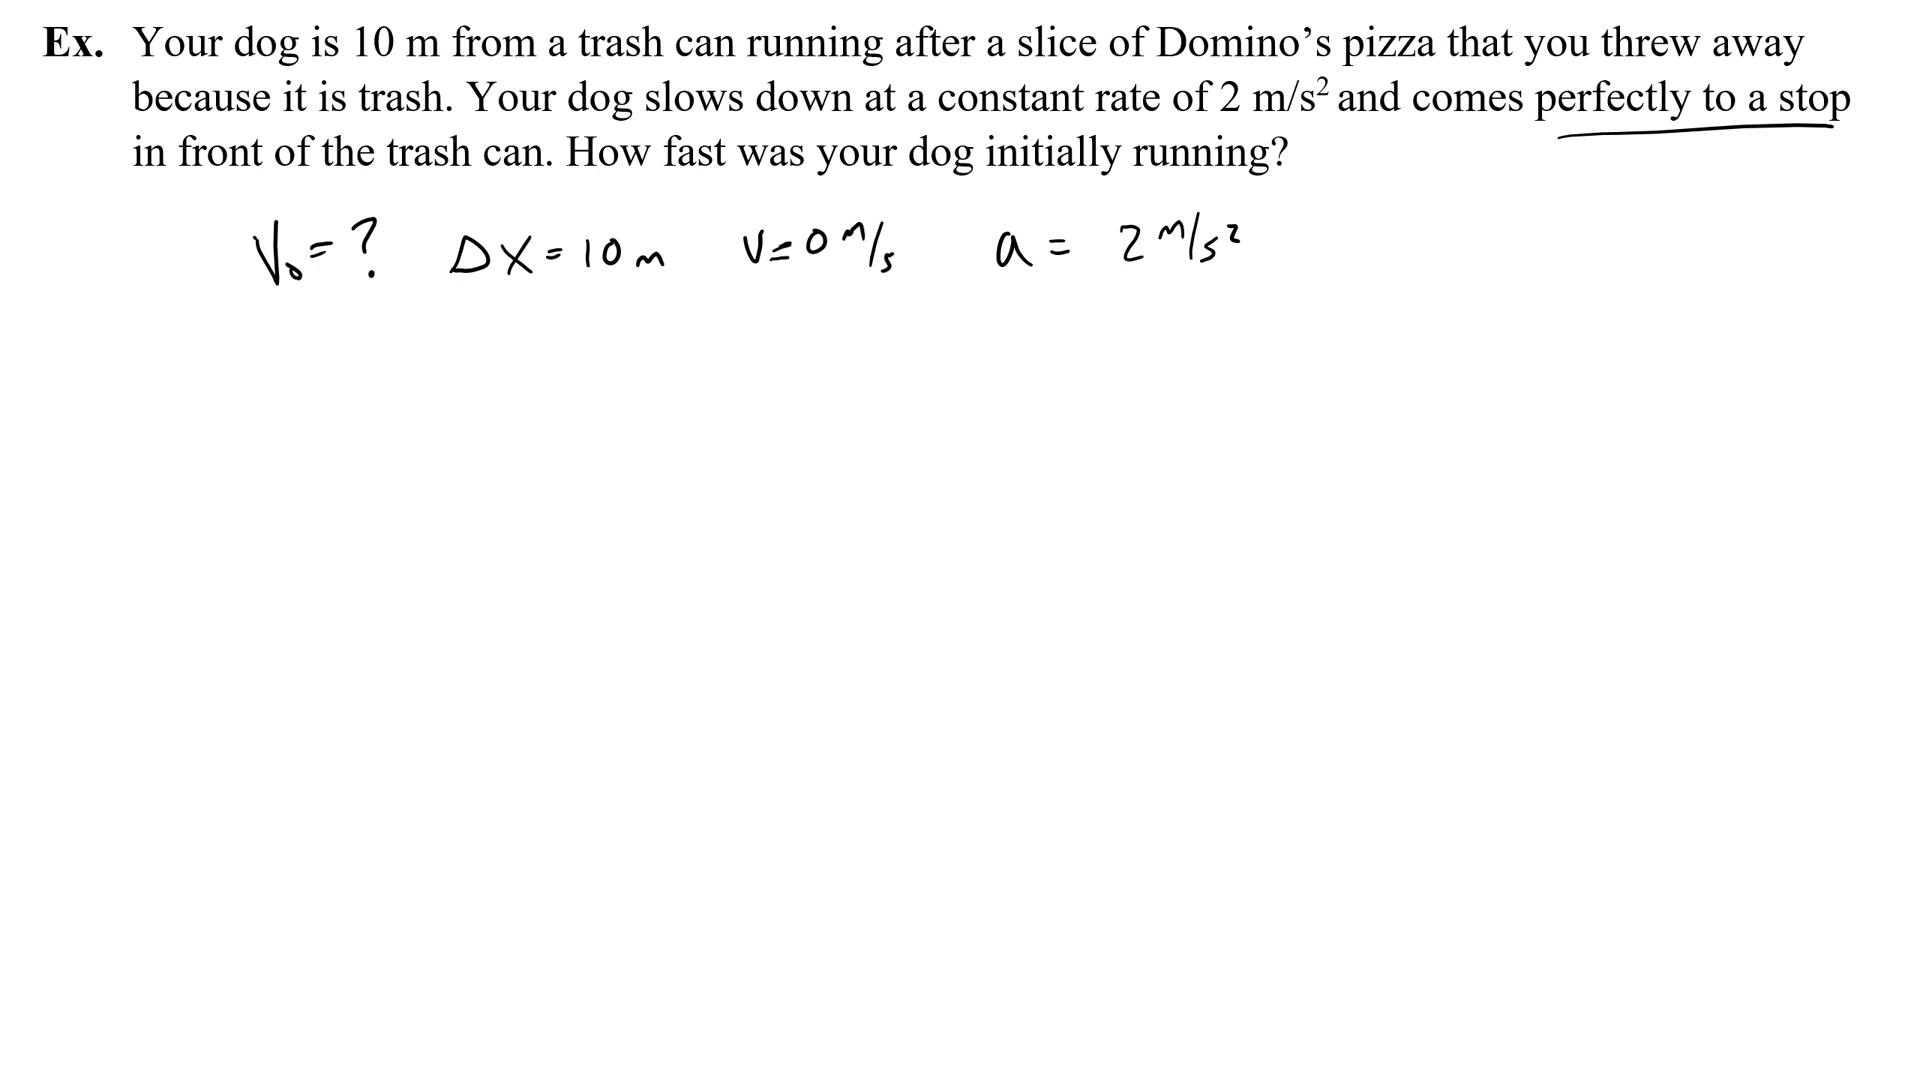 Ex. Your dog is 10 m from a trash can running after a slice of Domino’s pizza that you threw away
because it is trash. Your dog slows down at a constant rate of 2 m/s² and comes perfectly to a stop
in front of the trash can. How fast was your dog initially running?
V₀ = ? Δx = 10 m v = 0 m/s a = 2 m/s²